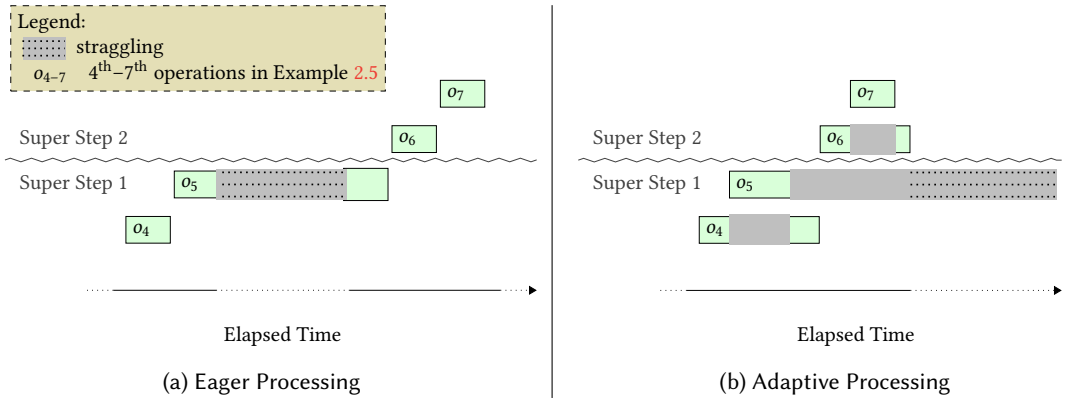 Legend:
straggling
o4−7 4th–7th operations in Example 2.5
o7
o6
Super Step 2
Super Step 1
o5
o4
Elapsed Time
(a) Eager Processing
o7
o6
Super Step 2
Super Step 1
o5
o4
Elapsed Time
(b) Adaptive Processing